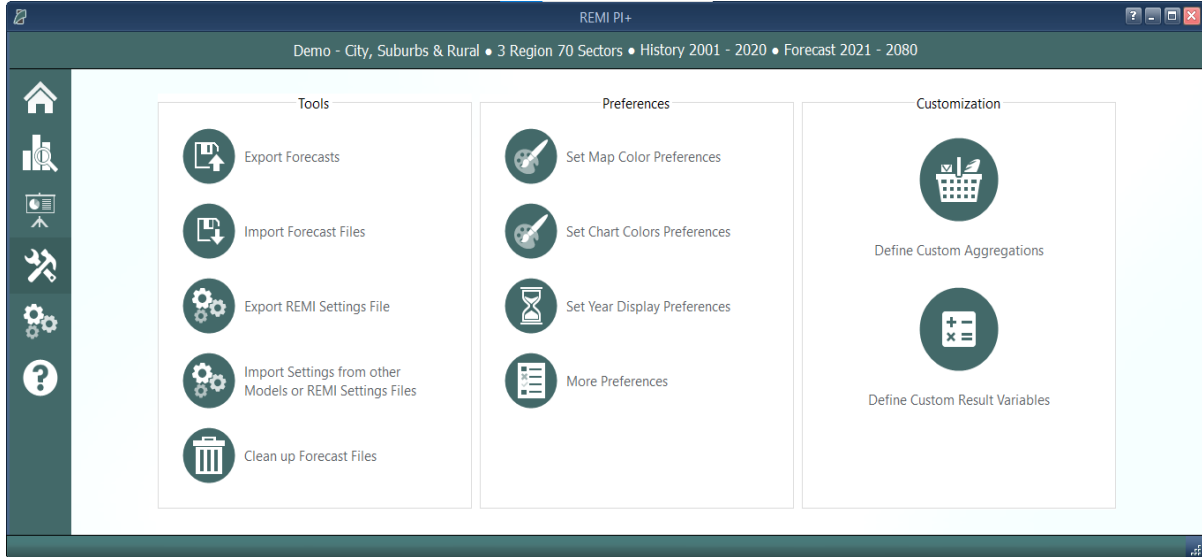 REMI PI+
Demo - City, Suburbs & Rural ● 3 Region 70 Sectors ● History 2001 - 2020 ● Forecast 2021 - 2080
Tools
Export Forecasts
Import Forecast Files
Export REMI Settings File
Import Settings from other
Models or REMI Settings Files
Clean up Forecast Files
Preferences
Set Map Color Preferences
Set Chart Colors Preferences
Set Year Display Preferences
More Preferences
Customization
Define Custom Aggregations
Define Custom Result Variables